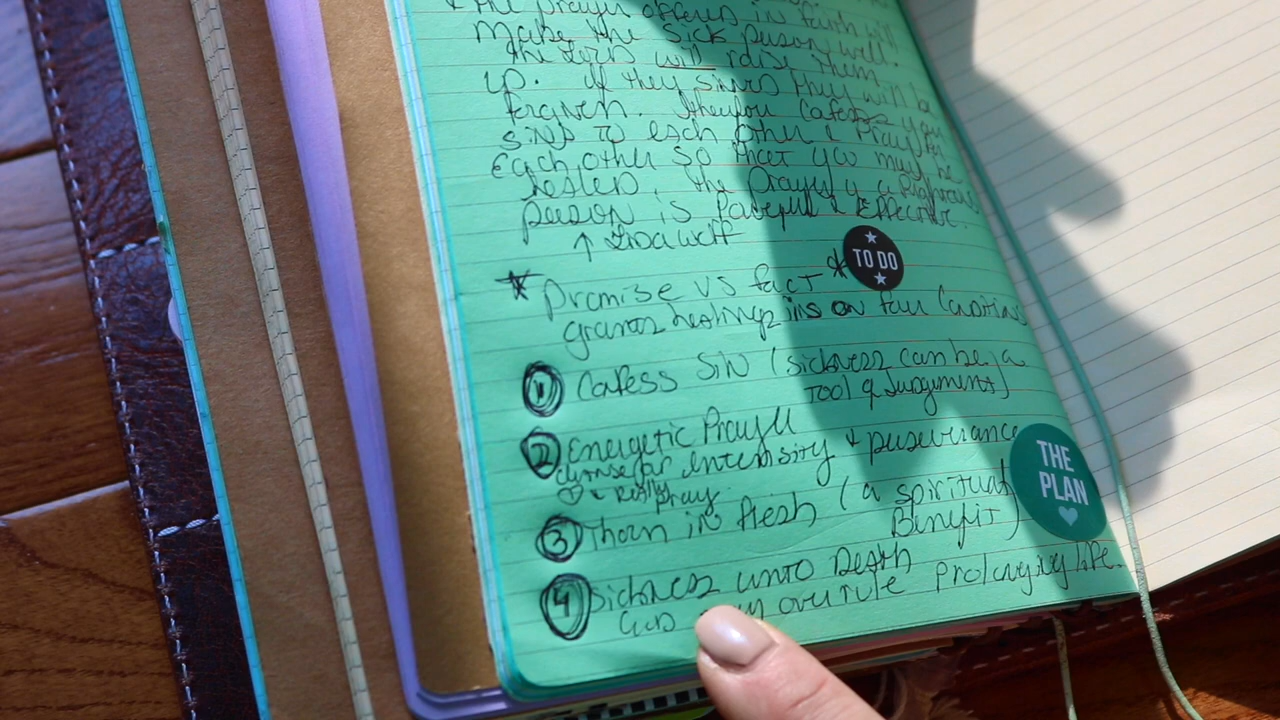 & the prayer offered in faith will
Make the sick person well.
the Lord will raise them
up. If they sinned they will be
forgiven. Therefore Confess your
sins to each other & pray for
Each other so that you may be
healed. The Prayer of a Righteous
person is Powerful & Effective.
↑
* Promise vs fact *
TO DO
healings
① Confess Sin (sickness can be a
Tool of Judgement)
② Energetic Prayer
intensity & perseverance
♡ & Really pray
③ Thorn in flesh (a spiritual
Benefit)
THE
PLAN
④ Sickness unto Death
God overrule Prolonging life.